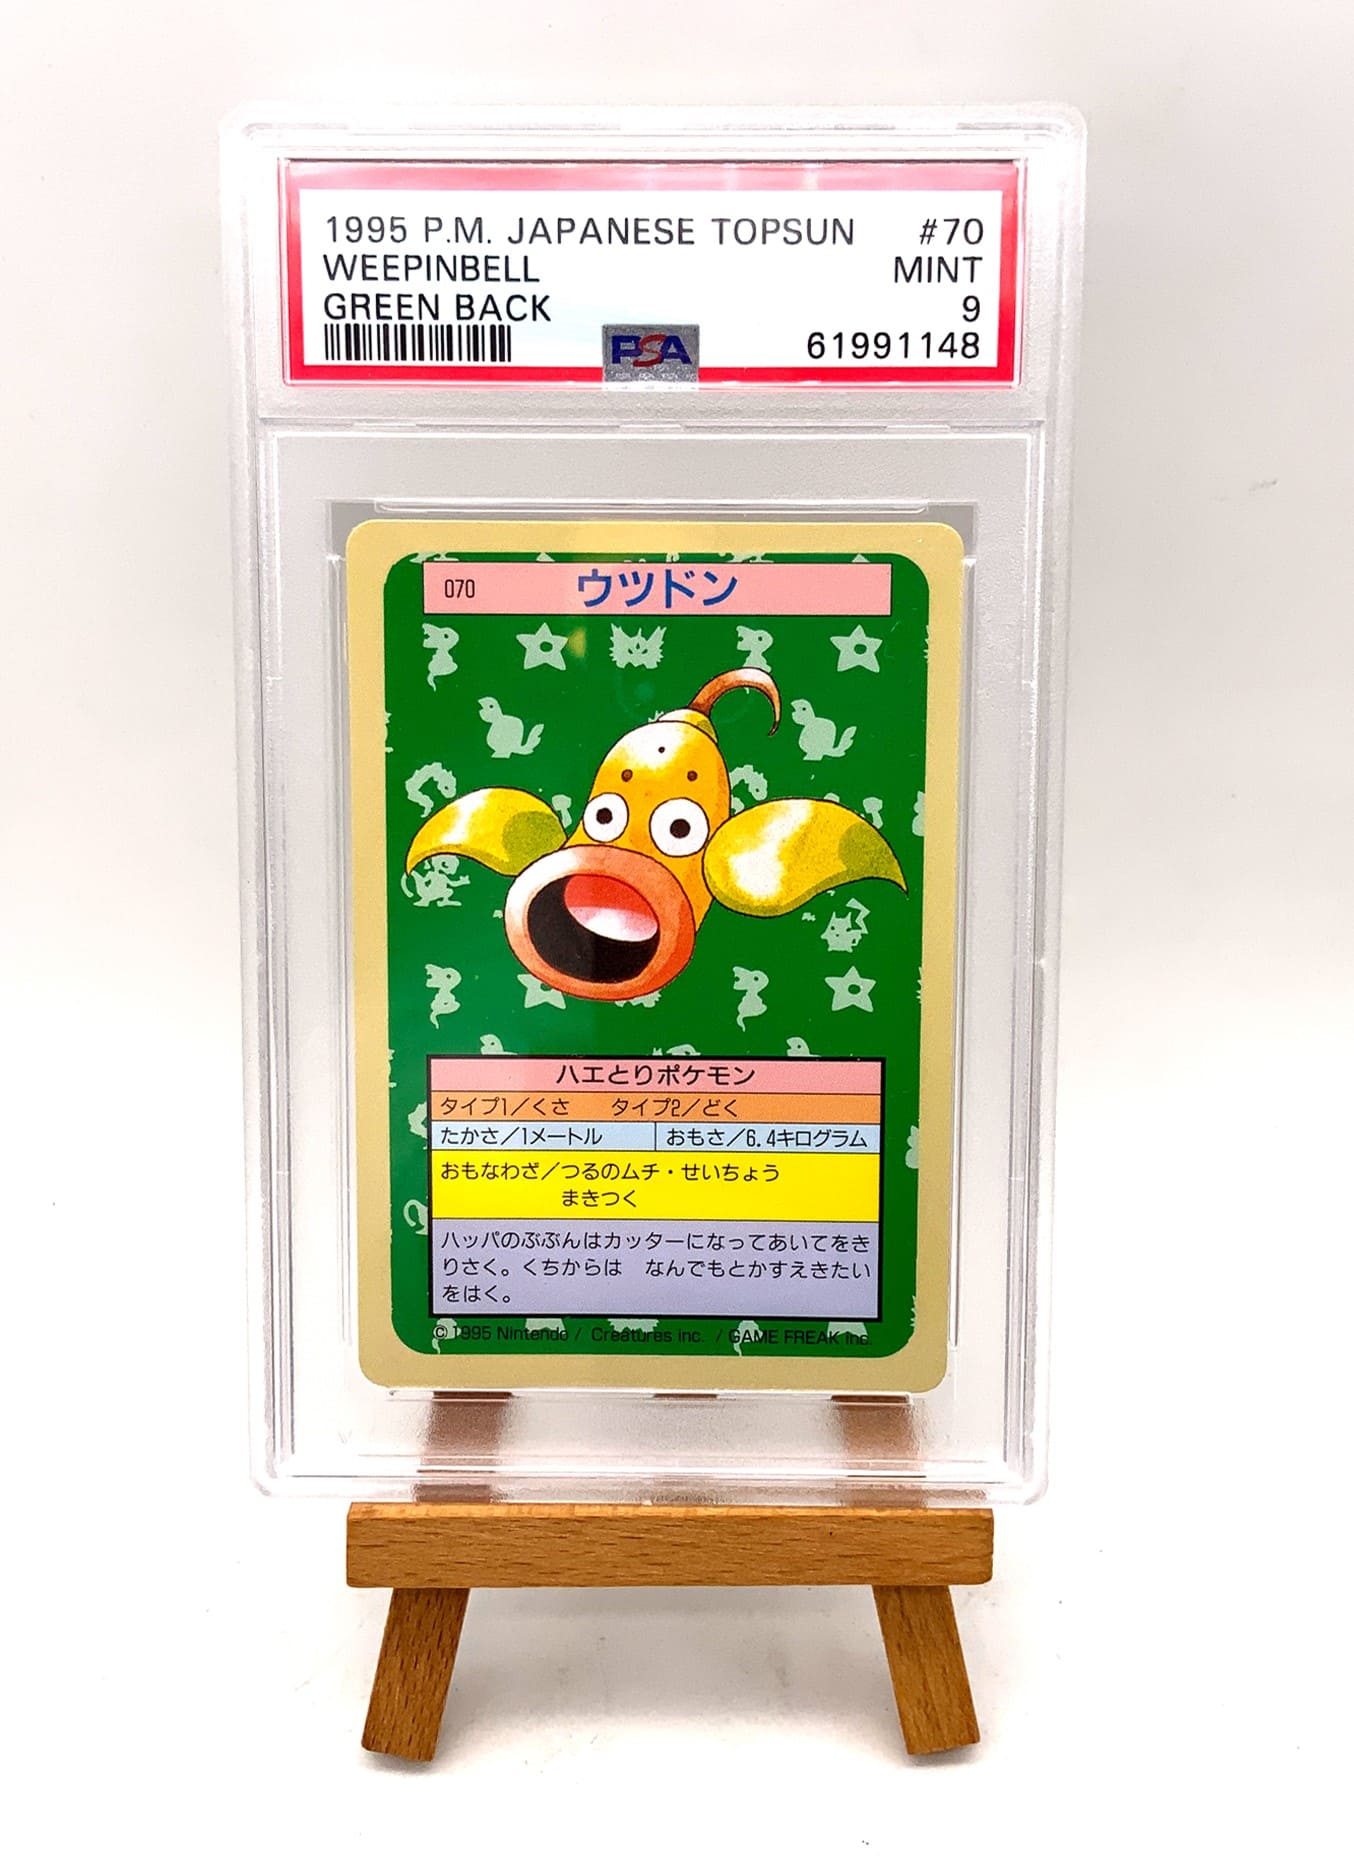 1995 P.M. JAPANESE TOPSUN #70
WEEPINBELL MINT
GREEN BACK 9
PSA 61991148
070 ウツドン
ハエとりポケモン
タイプ1/くさ タイプ2/どく
たかさ/1メートル おもさ/6.4キログラム
おもなわざ/つるのムチ・せいちょう
まきつく
ハッパのぶぶんはカッターになってあいてをき
りさく。くちからは なんでもとかすえきたい
をはく。
©1995 Nintendo / Creatures inc. / GAME FREAK inc.